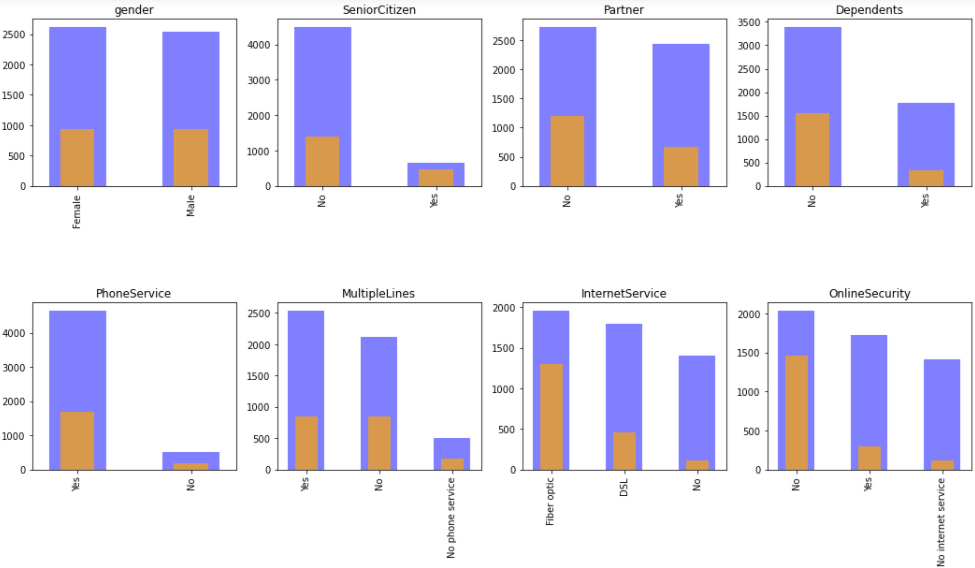 gender
2500
2000
1500
1000
500
0
Female
Male
SeniorCitizen
4000
3000
2000
1000
0
No
Yes
Partner
2500
2000
1500
1000
500
0
No
Yes
Dependents
3500
3000
2500
2000
1500
1000
500
0
No
Yes
PhoneService
4000
3000
2000
1000
0
Yes
No
MultipleLines
2500
2000
1500
1000
500
0
Yes
No
No phone service
InternetService
2000
1500
1000
500
0
Fiber optic
DSL
No
OnlineSecurity
2000
1500
1000
500
0
No
Yes
No internet service